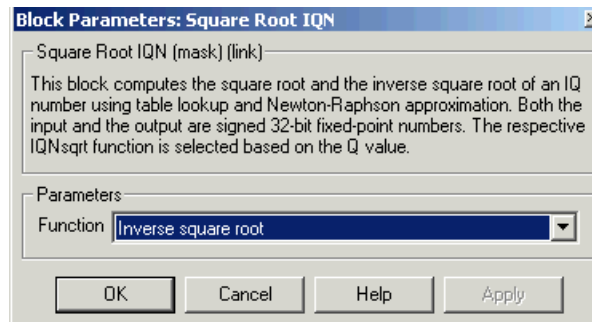 Block Parameters: Square Root IQN
Square Root IQN (mask) (link)
This block computes the square root and the inverse square root of an IQ
number using table lookup and Newton-Raphson approximation. Both the
input and the output are signed 32-bit fixed-point numbers. The respective
IQNsqrt function is selected based on the Q value.
Parameters
Function Inverse square root
OK Cancel Help Apply